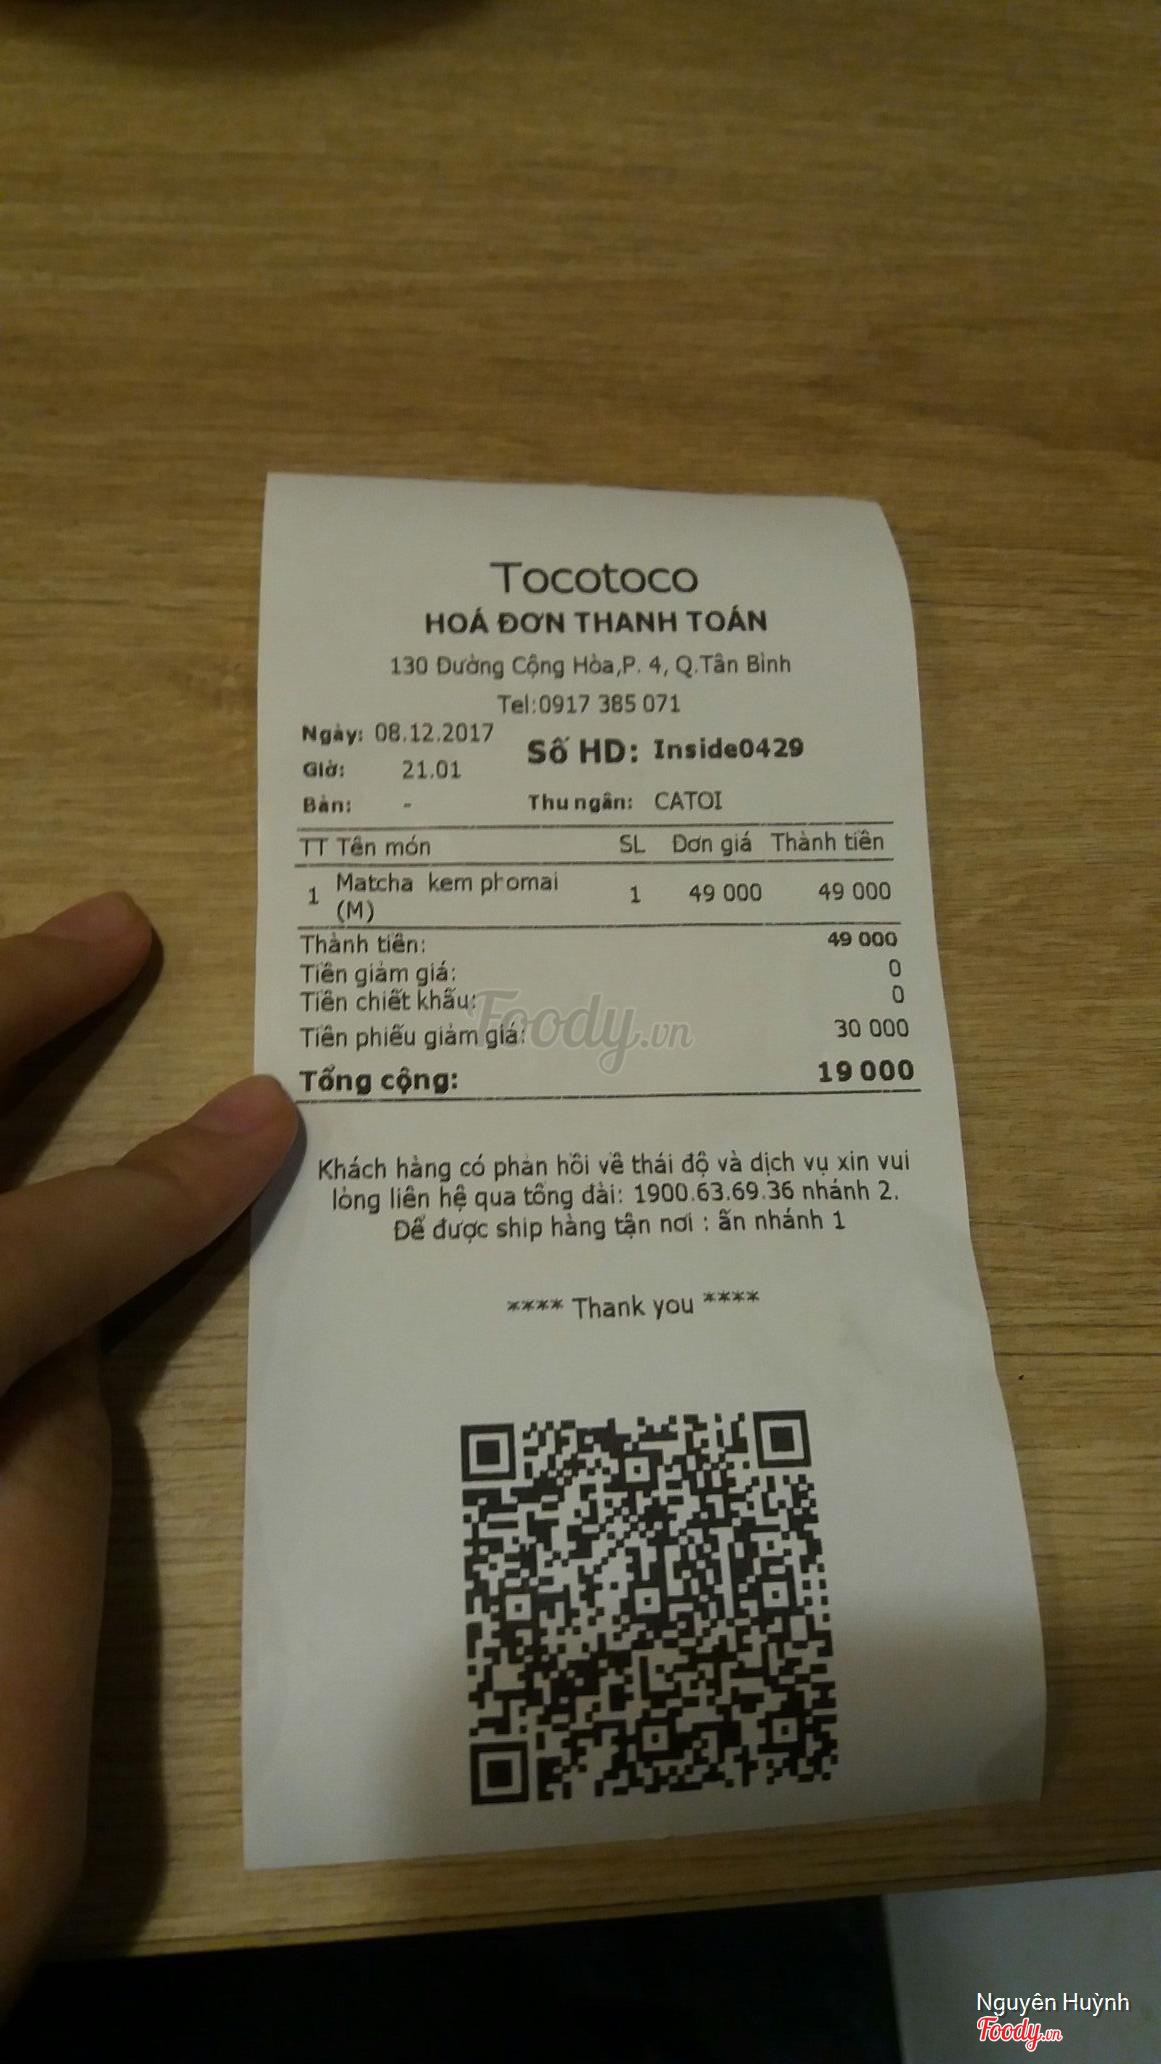 Tocotoco
HOÁ ĐƠN THANH TOÁN
130 Đường Cộng Hòa,P. 4, Q.Tân Bình
Tel:0917 385 071
Ngày: 08.12.2017
Số HD: Inside0429
Giờ: 21.01
Bàn: - Thu ngân: CATOI
TT Tên món SL Đơn giá Thành tiền
1 Matcha kem phomai (M) 1 49 000 49 000
Thành tiền: 49 000
Tiền giảm giá: 0
Tiền chiết khấu: 0
Tiền phiếu giảm giá: 30 000
Tổng cộng: 19 000
Khách hàng có phản hồi về thái độ và dịch vụ xin vui
lòng liên hệ qua tổng đài: 1900.63.69.36 nhánh 2.
Để được ship hàng tận nơi : ấn nhánh 1
**** Thank you ****
Foody.vn
Nguyên Huỳnh
Foody.vn